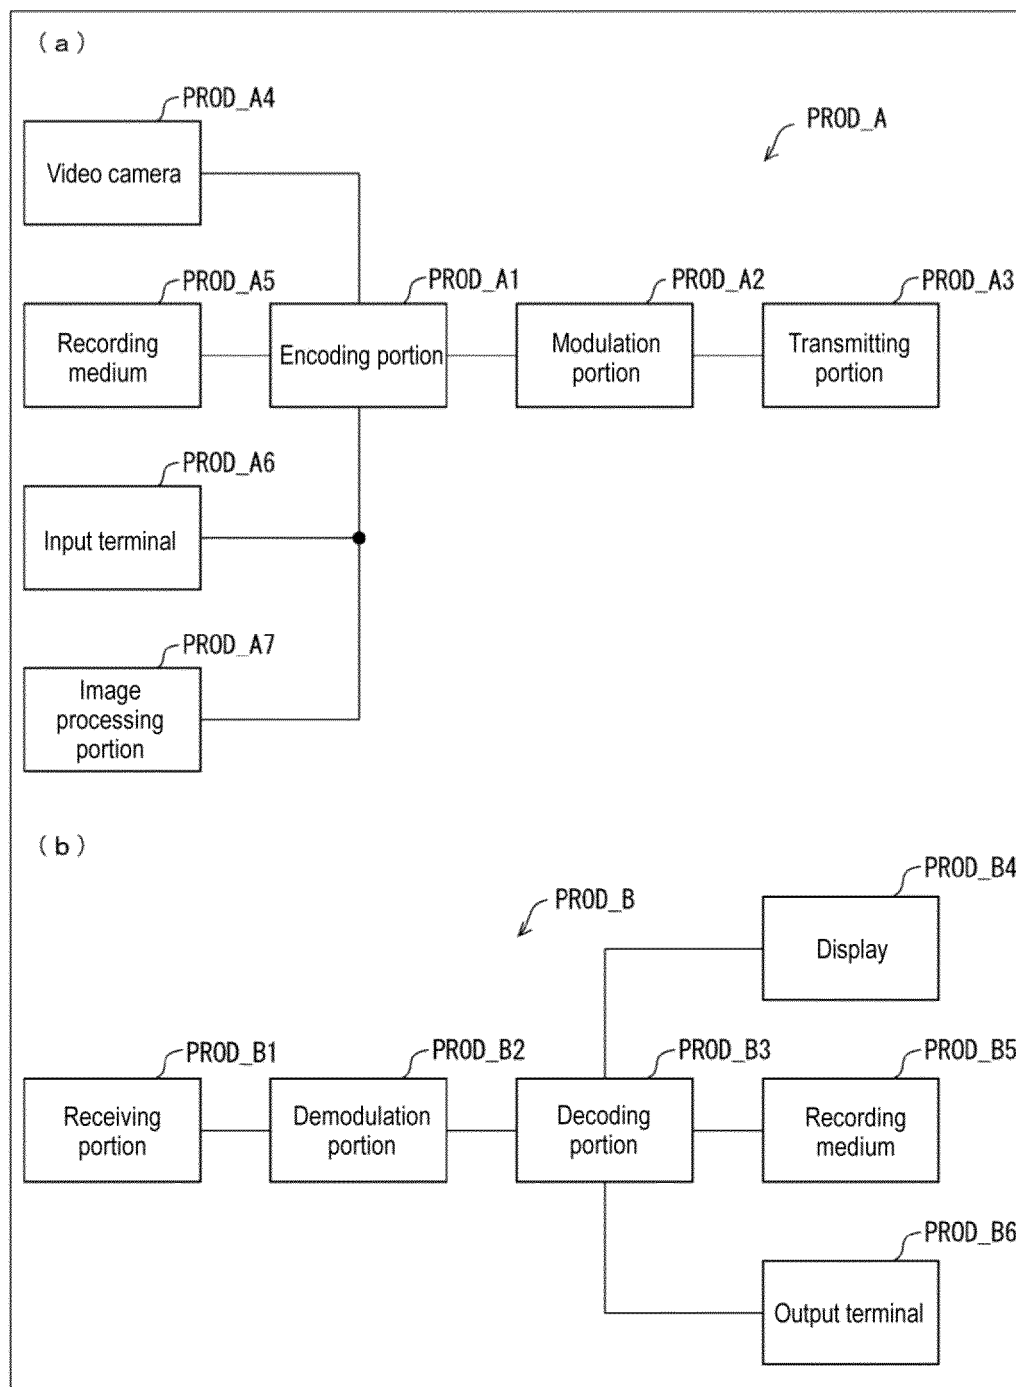 (a)
PROD_A4
Video camera
PROD_A
PROD_A5
Recording
medium
PROD_A1
Encoding portion
PROD_A2
Modulation
portion
PROD_A3
Transmitting
portion
PROD_A6
Input terminal
PROD_A7
Image
processing
portion
(b)
PROD_B
PROD_B4
Display
PROD_B1
Receiving
portion
PROD_B2
Demodulation
portion
PROD_B3
Decoding
portion
PROD_B5
Recording
medium
PROD_B6
Output terminal